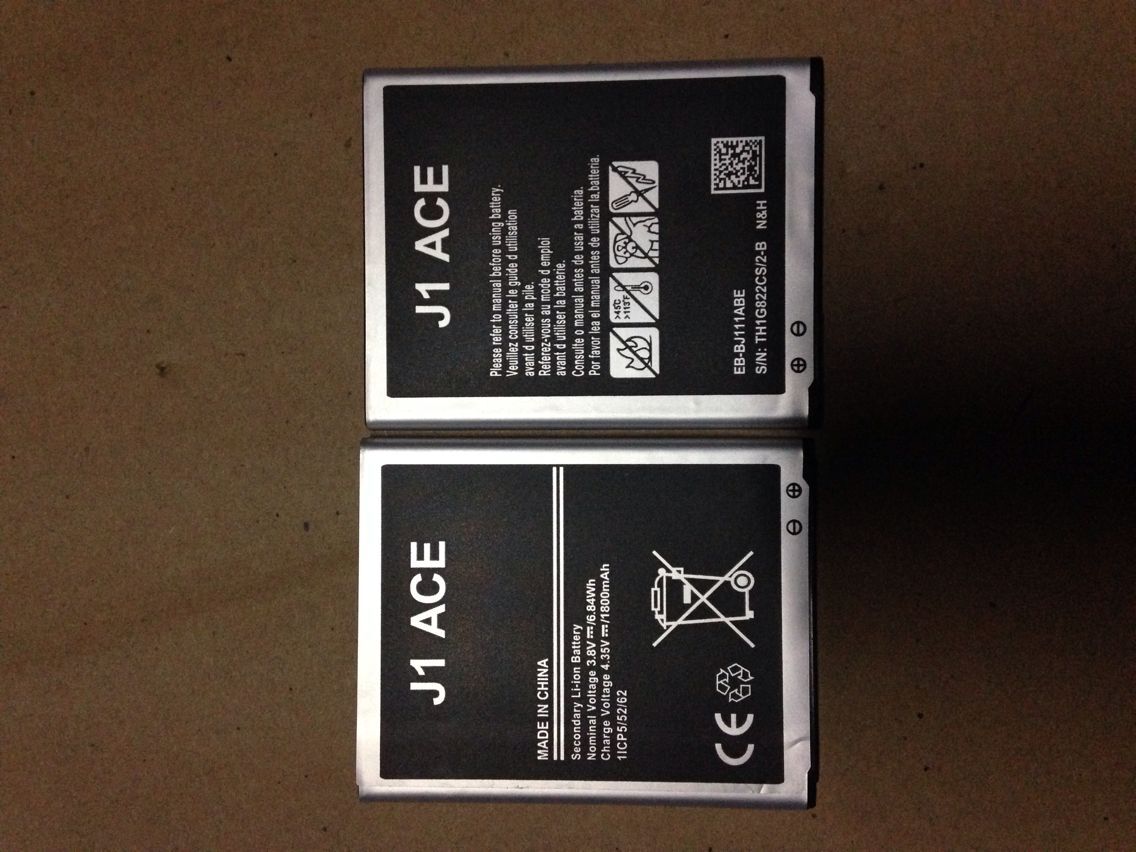 J1 ACE
Please refer to manual before using battery.
Veuillez consulter le guide d utilisation
avant d utiliser la pile.
Referez-vous au mode d emploi
avant d utiliser la batterie.
Consulte o manual antes de usar a bateria.
Por favor lea el manual antes de utilizar la batteria.
>45℃
>113℉
EB-BJ111ABE
S/N: TH1G822CS/2-B N&H
⊕ ⊖
J1 ACE
MADE IN CHINA
Secondary Li-ion Battery
Nominal Voltage 3.8V ⎓/6.84Wh
Charge Voltage 4.35V ⎓/1800mAh
1ICP5/52/62
CE
⊖ ⊕